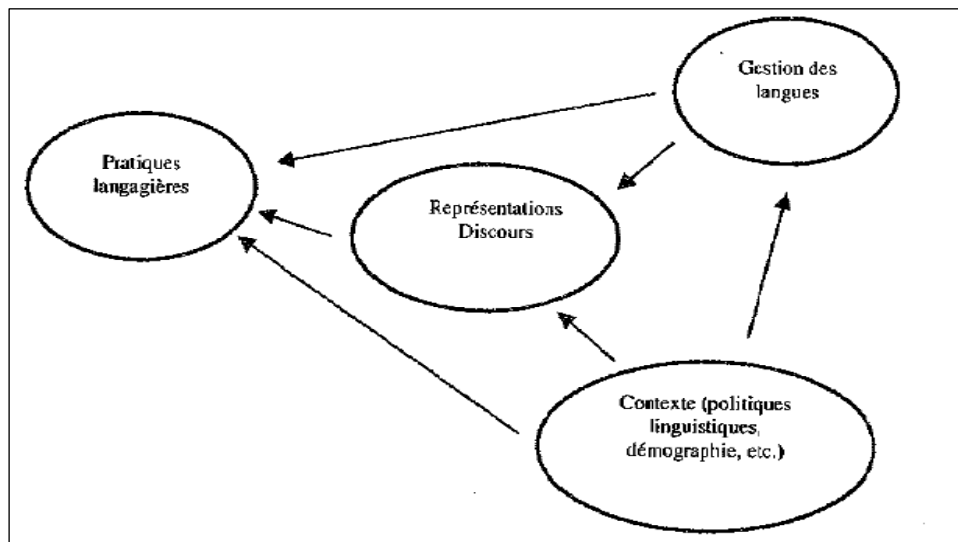 Gestion des
langues
Pratiques
langagières
Représentations
Discours
Contexte (politiques
linguistiques,
démographie, etc.)